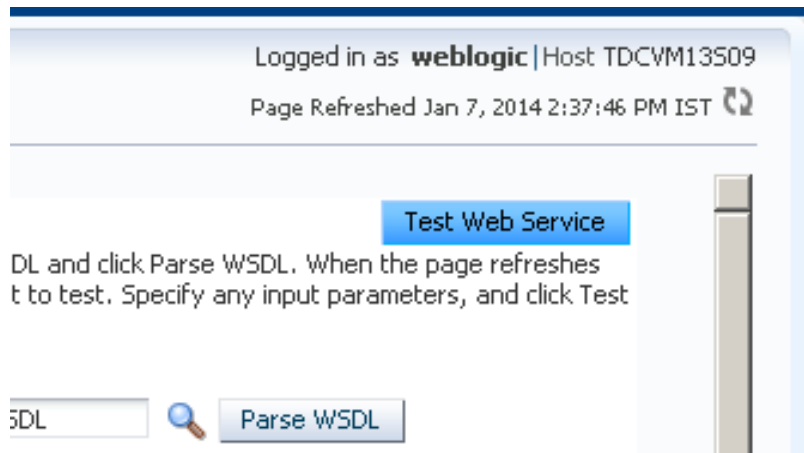 Logged in as weblogic|Host TDCVM13S09
Page Refreshed Jan 7, 2014 2:37:46 PM IST
Test Web Service
DL and click Parse WSDL. When the page refreshes
t to test. Specify any input parameters, and click Test
SDL Parse WSDL